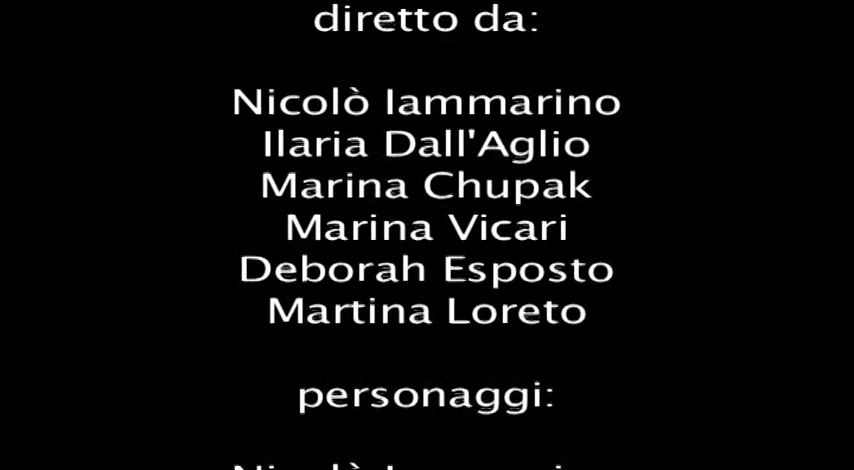 diretto da:
Nicolò Iammarino
Ilaria Dall'Aglio
Marina Chupak
Marina Vicari
Deborah Esposto
Martina Loreto
personaggi: